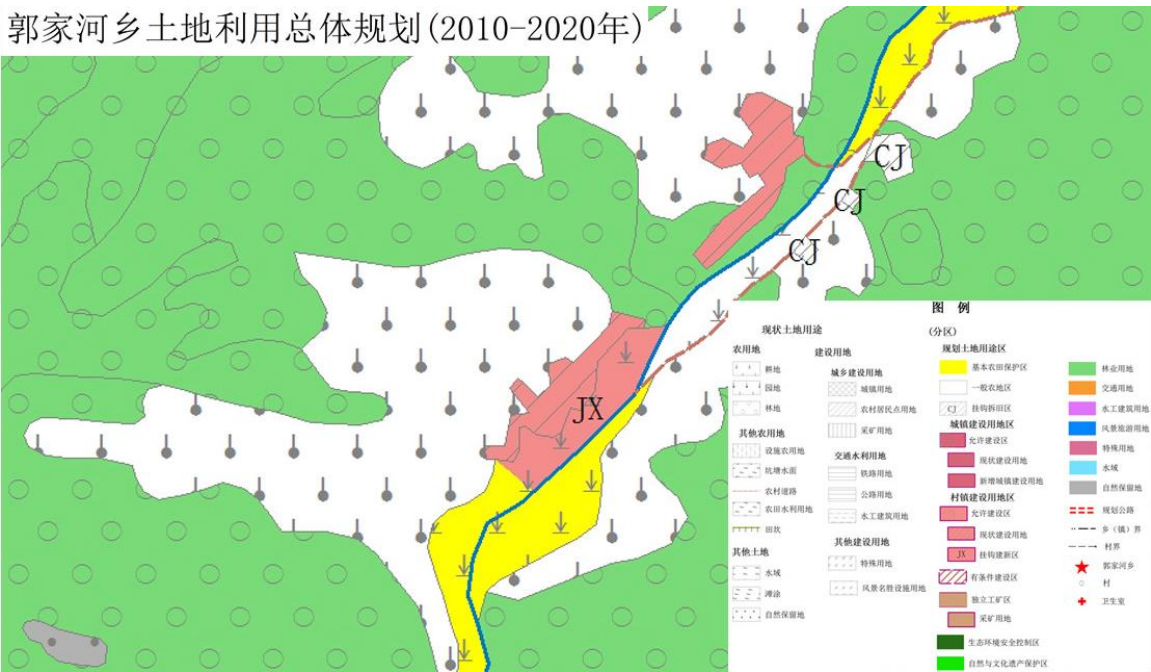 郭家河乡土地利用总体规划(2010-2020年)
CJ
CJ
CJ
JX
图 例
现状土地用途
农用地
耕地
园地
林地
其他农用地
设施农用地
坑塘水面
农村道路
农田水利用地
田坎
其他土地
水域
滩涂
自然保留地
建设用地
城乡建设用地
城镇用地
农村居民点用地
采矿用地
交通水利用地
铁路用地
公路用地
水工建筑用地
其他建设用地
特殊用地
风景名胜设施用地
(分区)
规划土地用途区
基本农田保护区
一般农地区
CJ 挂钩拆旧区
城镇建设用地区
允许建设区
现状建设用地
新增城镇建设用地
村镇建设用地区
允许建设区
现状建设用地
JX 挂钩建新区
有条件建设区
独立工矿区
采矿用地
生态环境安全控制区
自然与文化遗产保护区
林业用地
交通用地
水工建筑用地
风景旅游用地
特殊用地
水域
自然保留地
规划公路
乡（镇）界
村界
郭家河乡
村
卫生室